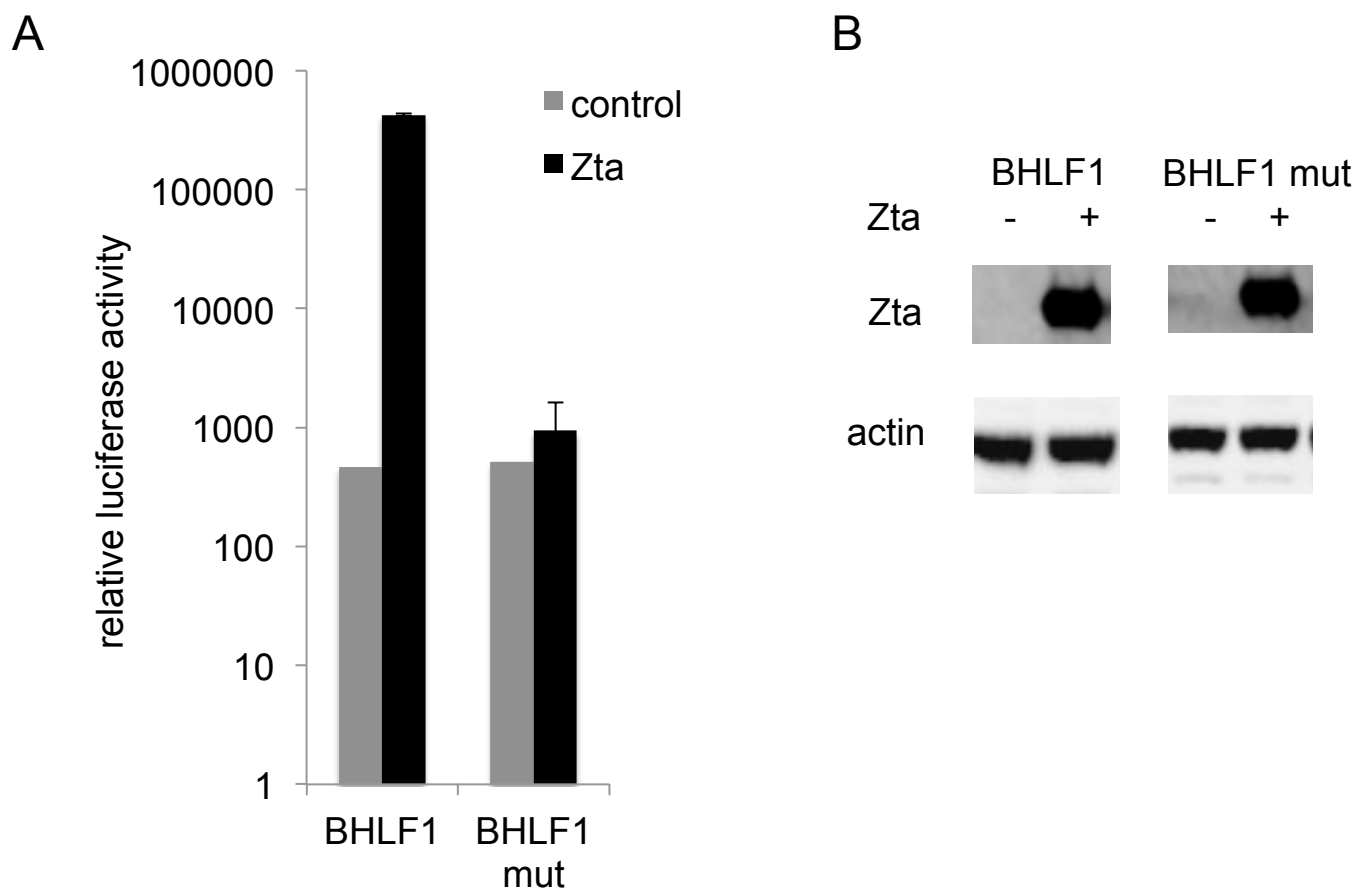 A
relative luciferase activity
1000000
100000
10000
1000
100
10
1
control
Zta
BHLF1
BHLF1
mut
B
BHLF1 BHLF1 mut
Zta - + - +
Zta
actin